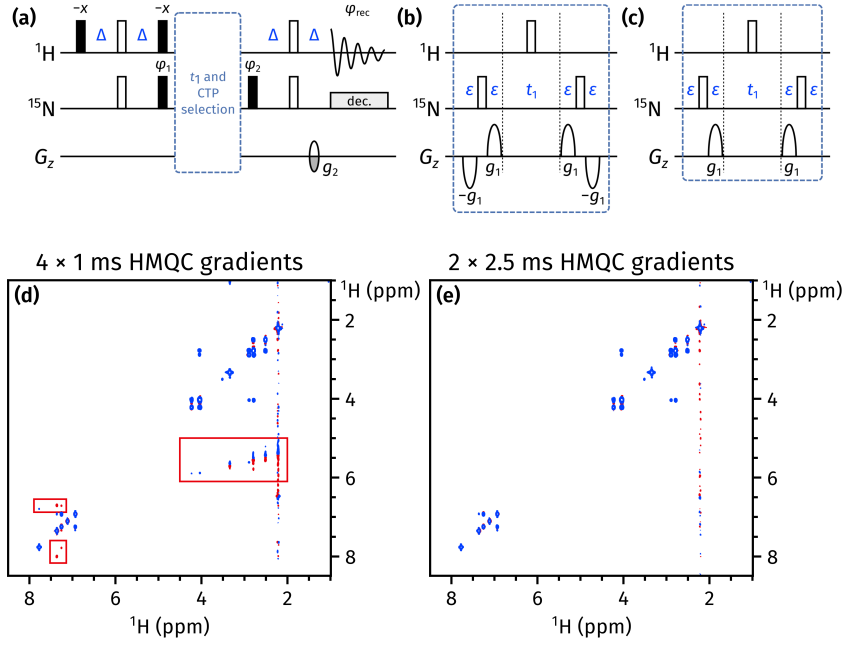 (a)
−x
−x
φrec
Δ
Δ
Δ
Δ
¹H
φ₁
φ₂
t₁ and
CTP
selection
¹⁵N
dec.
Gz
g₂
(b)
¹H
ε
ε
t₁
ε
ε
¹⁵N
Gz
g₁
g₁
−g₁
−g₁
(c)
¹H
ε
ε
t₁
ε
ε
¹⁵N
Gz
g₁
g₁
4 × 1 ms HMQC gradients
(d)
¹H (ppm)
2
4
6
8
8
6
4
2
¹H (ppm)
2 × 2.5 ms HMQC gradients
(e)
¹H (ppm)
2
4
6
8
8
6
4
2
¹H (ppm)